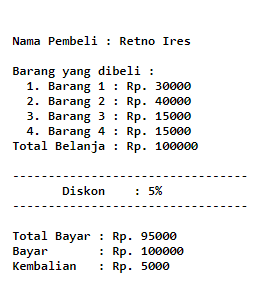 Nama Pembeli : Retno Ires
Barang yang dibeli :
1. Barang 1 : Rp. 30000
2. Barang 2 : Rp. 40000
3. Barang 3 : Rp. 15000
4. Barang 4 : Rp. 15000
Total Belanja : Rp. 100000
--------------------------------
Diskon : 5%
--------------------------------
Total Bayar : Rp. 95000
Bayar : Rp. 100000
Kembalian : Rp. 5000